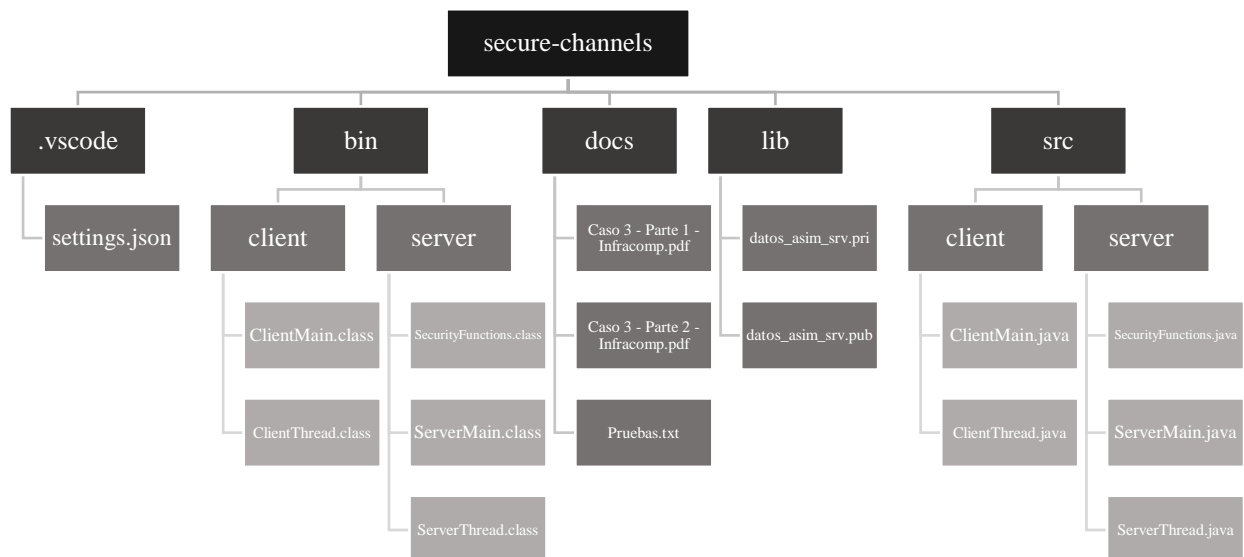 secure-channels
.vscode
bin
docs
lib
src
settings.json
client
server
Caso 3 - Parte 1 -
Infracomp.pdf
datos_asim_srv.pri
client
server
ClientMain.class
SecurityFunctions.class
Caso 3 - Parte 2 -
Infracomp.pdf
datos_asim_srv.pub
ClientMain.java
SecurityFunctions.java
ClientThread.class
ServerMain.class
Pruebas.txt
ClientThread.java
ServerMain.java
ServerThread.class
ServerThread.java